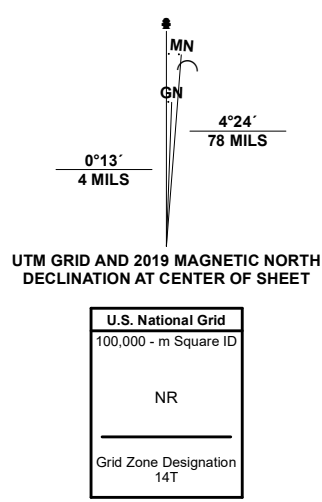 MN
GN
4°24´
78 MILS
0°13´
4 MILS
UTM GRID AND 2019 MAGNETIC NORTH
DECLINATION AT CENTER OF SHEET
U.S. National Grid
100,000 - m Square ID
NR
Grid Zone Designation
14T